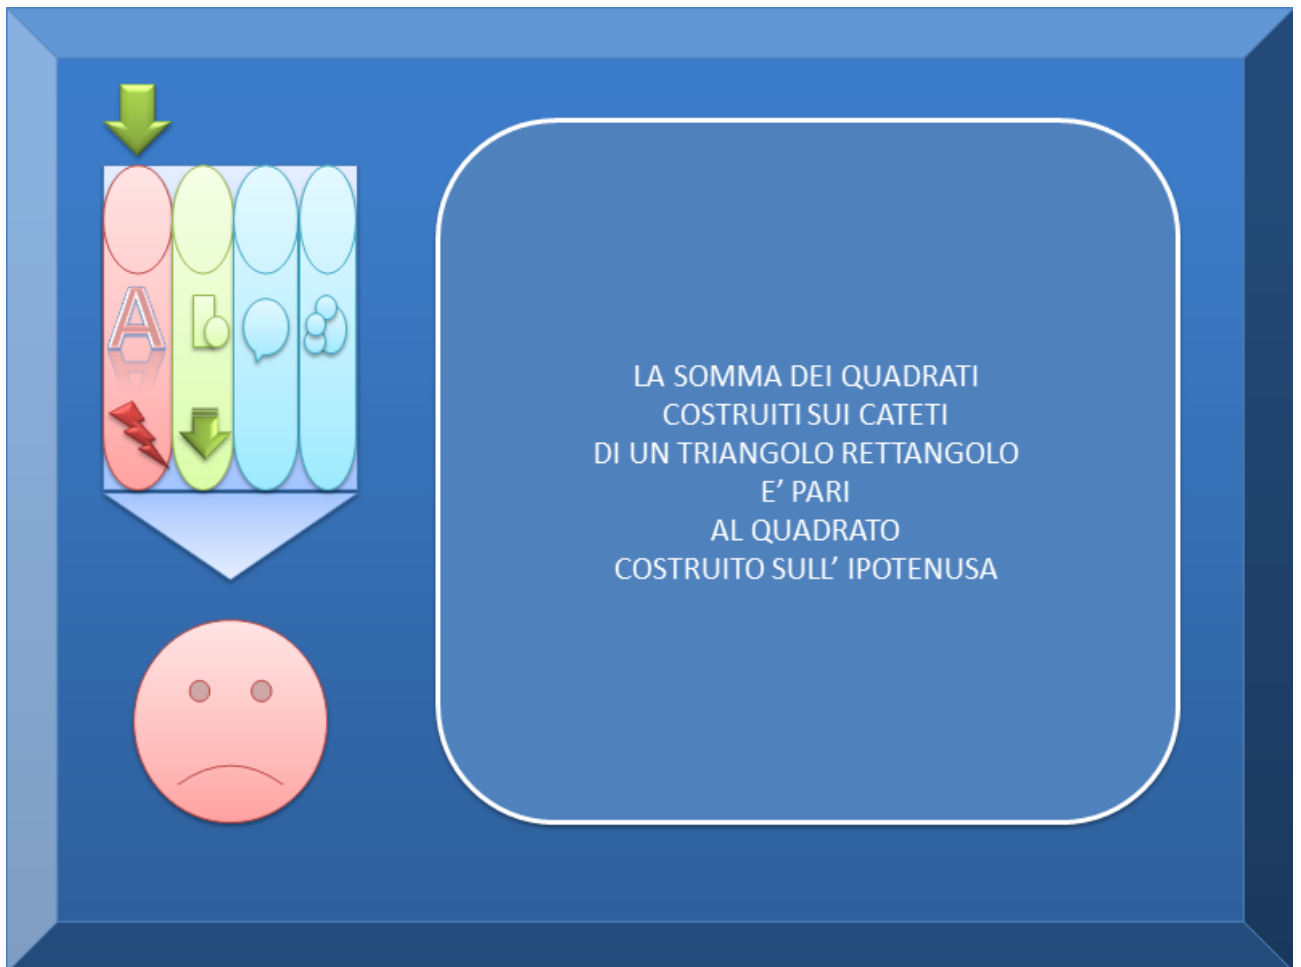 A
LA SOMMA DEI QUADRATI
COSTRUITI SUI CATETI
DI UN TRIANGOLO RETTANGOLO
E’ PARI
AL QUADRATO
COSTRUITO SULL’ IPOTENUSA